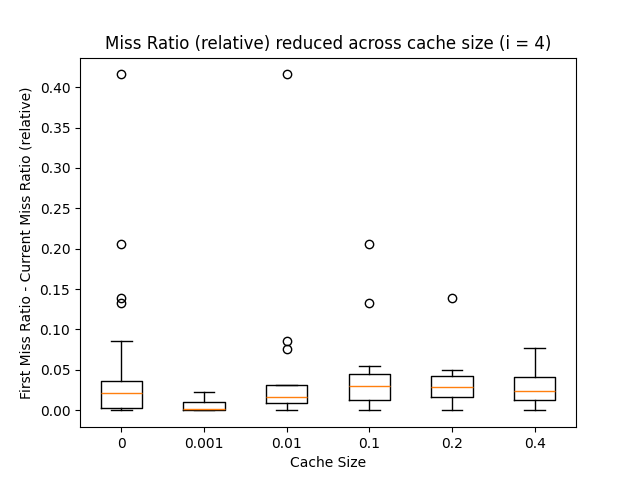 Miss Ratio (relative) reduced across cache size (i = 4)
First Miss Ratio - Current Miss Ratio (relative)
0.40
0.35
0.30
0.25
0.20
0.15
0.10
0.05
0.00
0 0.001 0.01 0.1 0.2 0.4
Cache Size